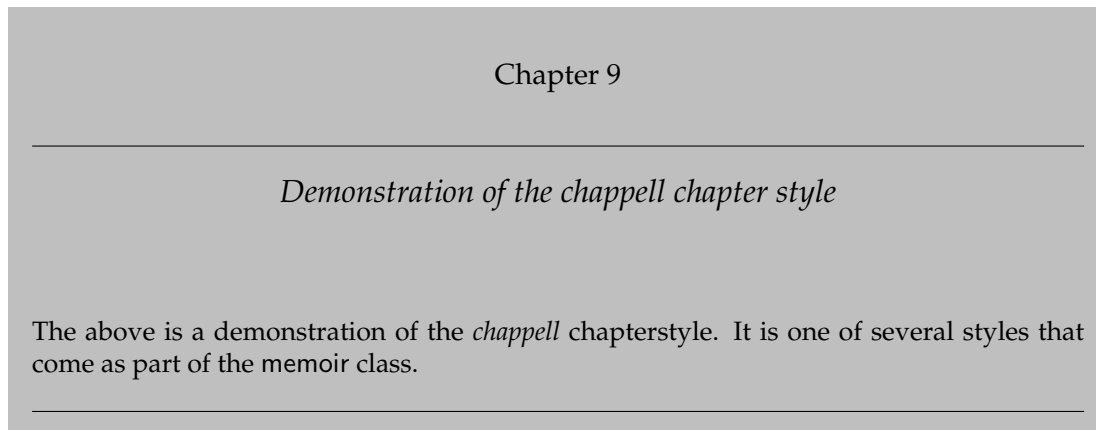 Chapter 9
Demonstration of the chappell chapter style
The above is a demonstration of the chappell chapterstyle. It is one of several styles that
come as part of the memoir class.